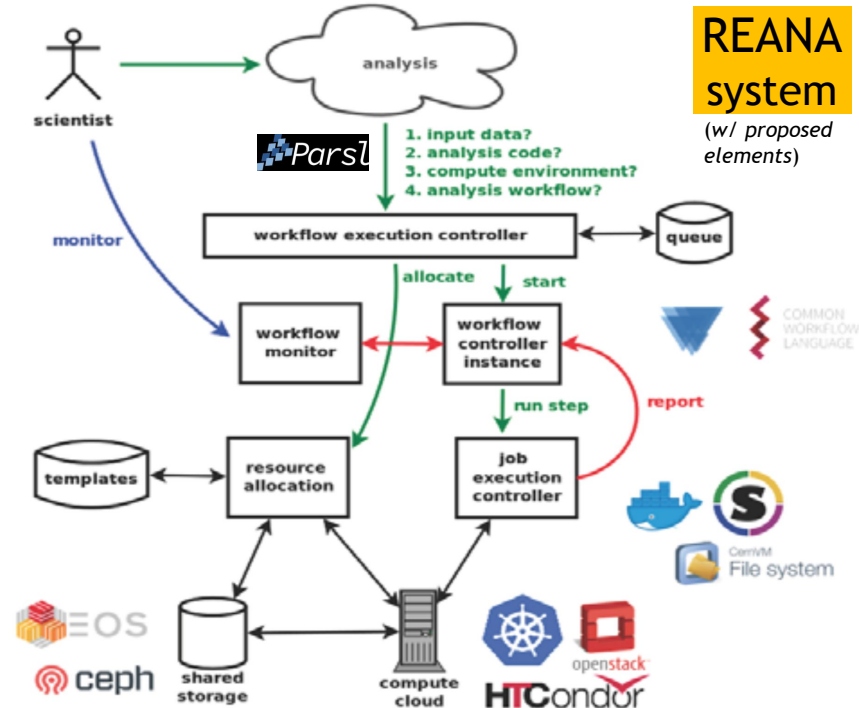 REANA
system
(w/ proposed
elements)
analysis
scientist
Parsl
1. input data?
2. analysis code?
3. compute environment?
4. analysis workflow?
monitor
workflow execution controller
queue
allocate
start
workflow
monitor
workflow
controller
instance
COMMON
WORKFLOW
LANGUAGE
run step
report
templates
resource
allocation
job
execution
controller
S
CernVM
File system
EOS
ceph
shared
storage
compute
cloud
openstack
HTCondor